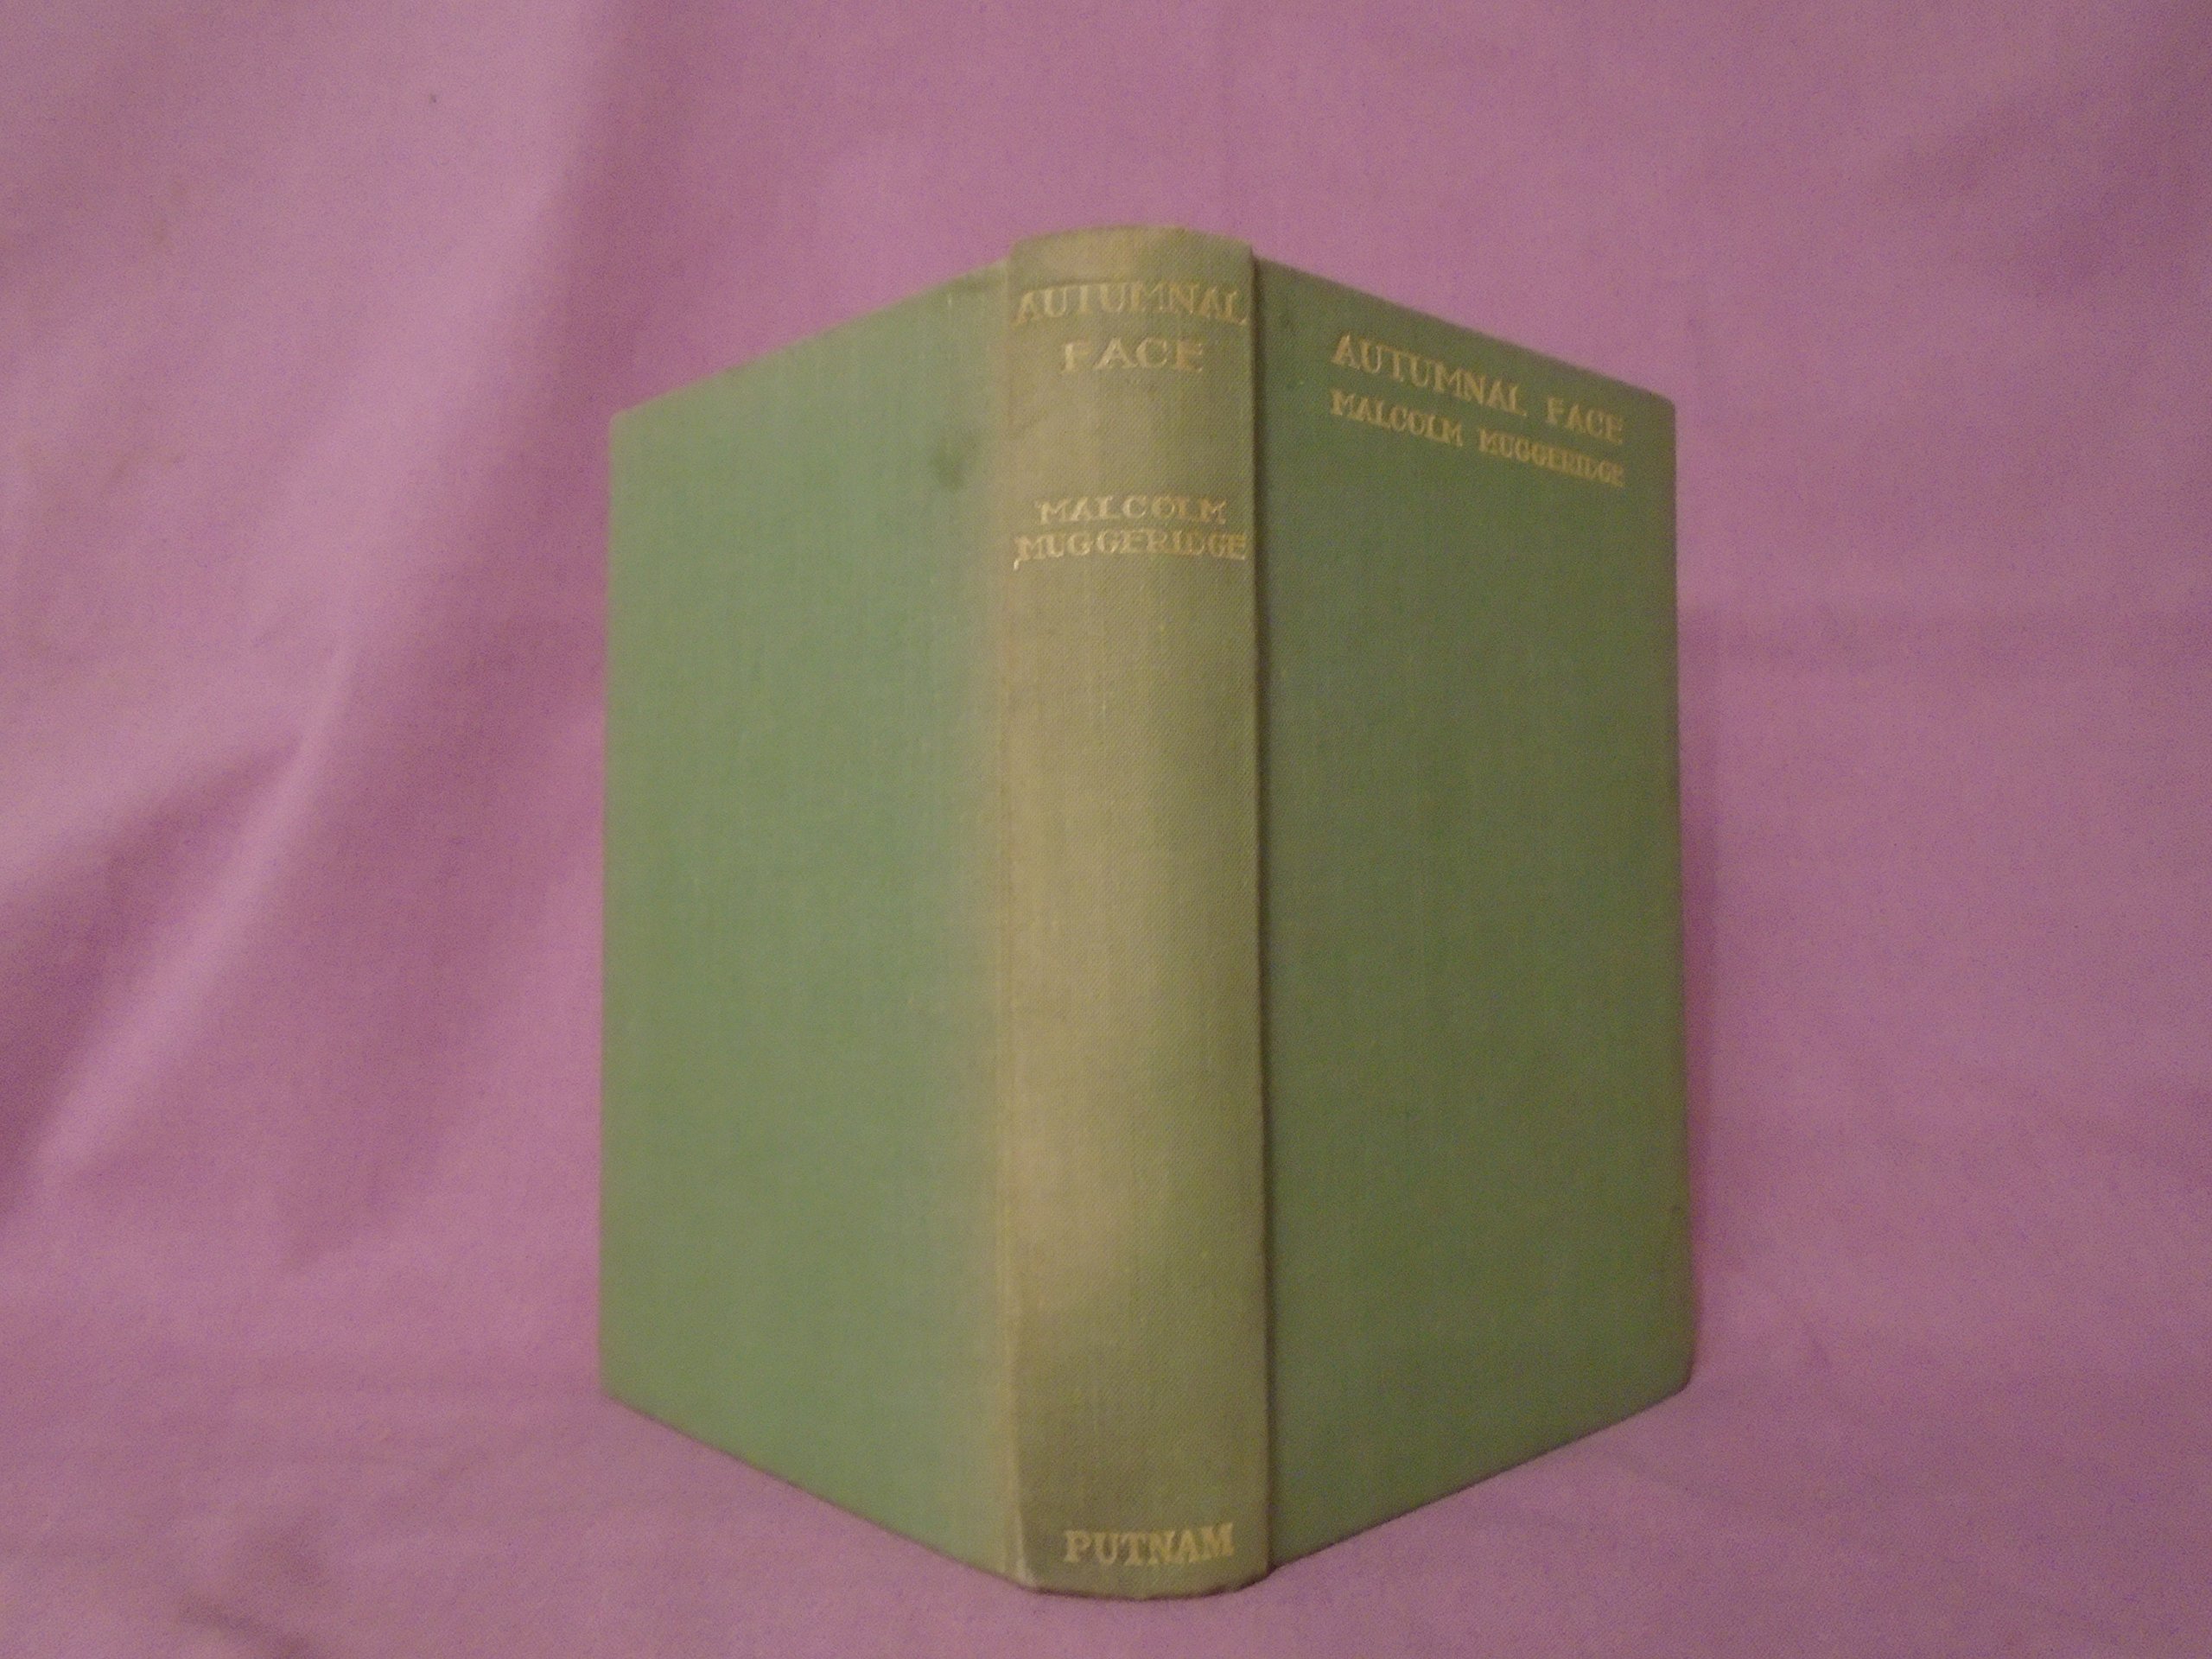 AUTUMNAL
FACE
MALCOLM
MUGGERIDGE
PUTNAM
AUTUMNAL FACE
MALCOLM MUGGERIDGE